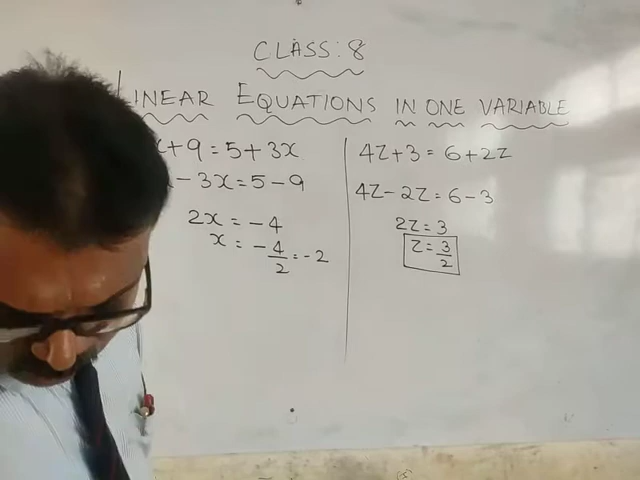 CLASS: 8
LINEAR EQUATIONS IN ONE VARIABLE
x + 9 = 5 + 3x
- 3x = 5 - 9
2x = -4
x = -4/2 = -2
4Z + 3 = 6 + 2Z
4Z - 2Z = 6 - 3
2Z = 3
Z = 3/2